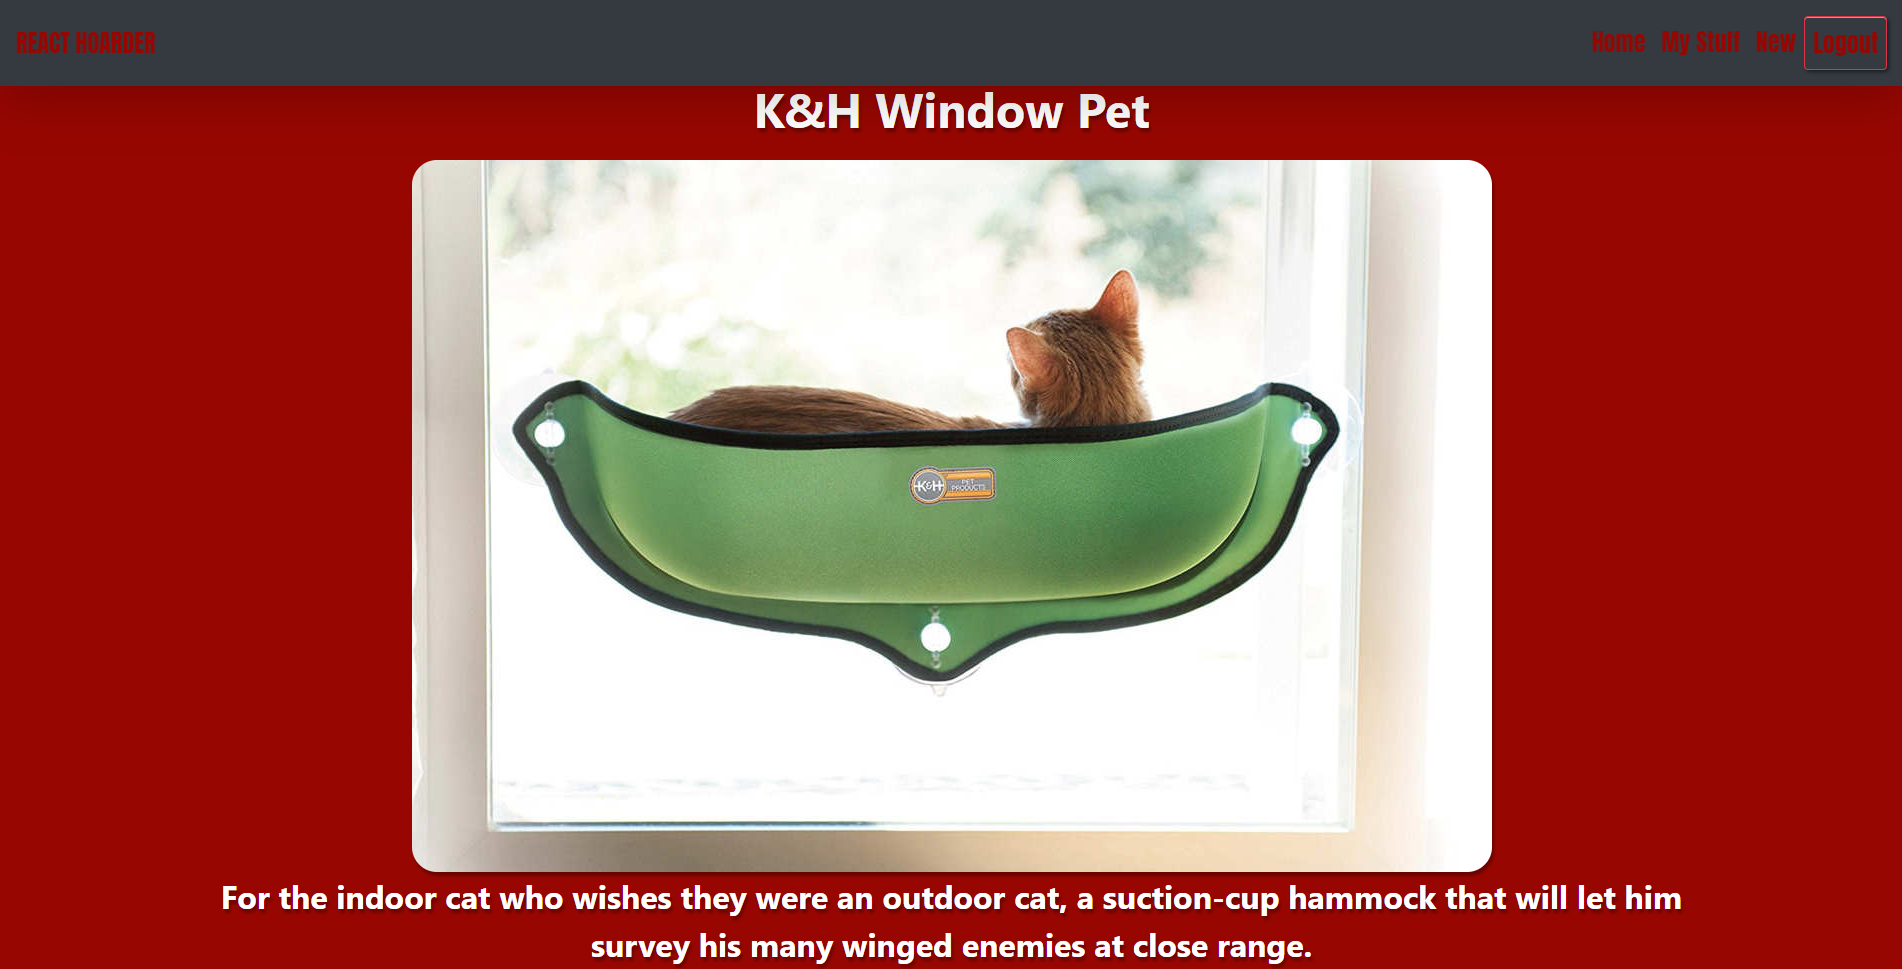 REACT HOARDER
Home My Stuff New Logout
K&H Window Pet
K&H PET
PRODUCTS
For the indoor cat who wishes they were an outdoor cat, a suction-cup hammock that will let him
survey his many winged enemies at close range.